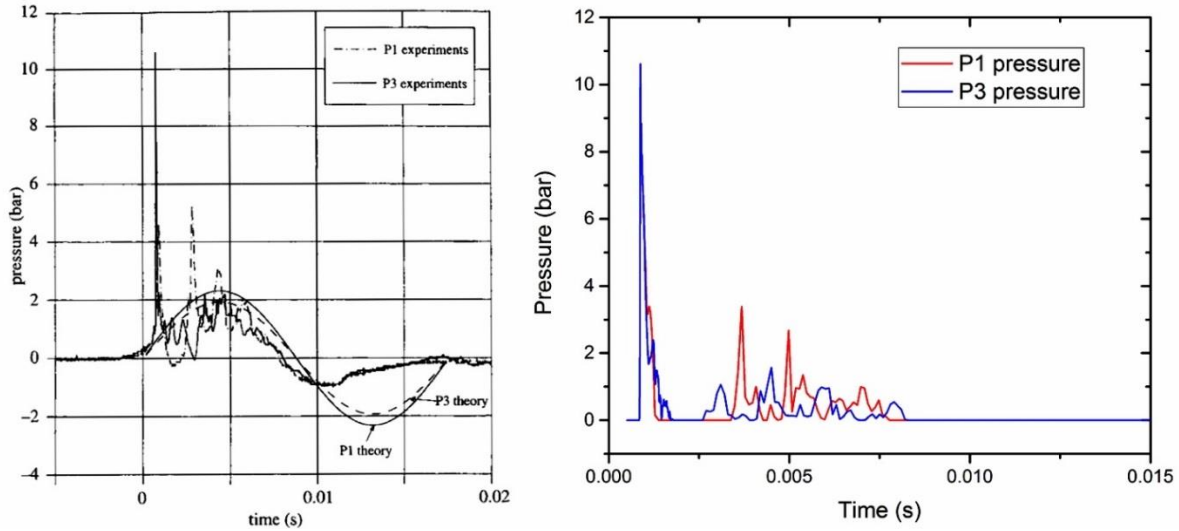 12
10
8
6
4
2
0
−2
−4
pressure (bar)
P1 experiments
P3 experiments
P3 theory
P1 theory
0
0.01
0.02
time (s)
12
10
8
6
4
2
0
Pressure (bar)
P1 pressure
P3 pressure
0.000
0.005
0.010
0.015
Time (s)